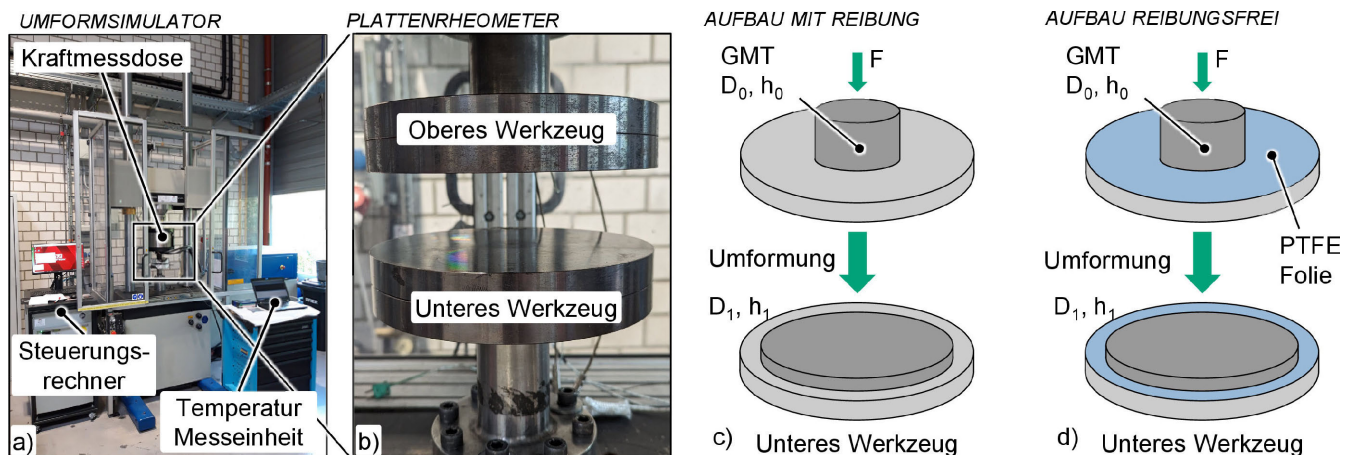 UMFORMSIMULATOR
Kraftmessdose
Steuerungs-
rechner
Temperatur
Messeinheit
a)
PLATTENRHEOMETER
Oberes Werkzeug
Unteres Werkzeug
b)
AUFBAU MIT REIBUNG
GMT
D₀, h₀
F
Umformung
D₁, h₁
c)
Unteres Werkzeug
AUFBAU REIBUNGSFREI
GMT
D₀, h₀
F
PTFE
Folie
Umformung
D₁, h₁
d)
Unteres Werkzeug